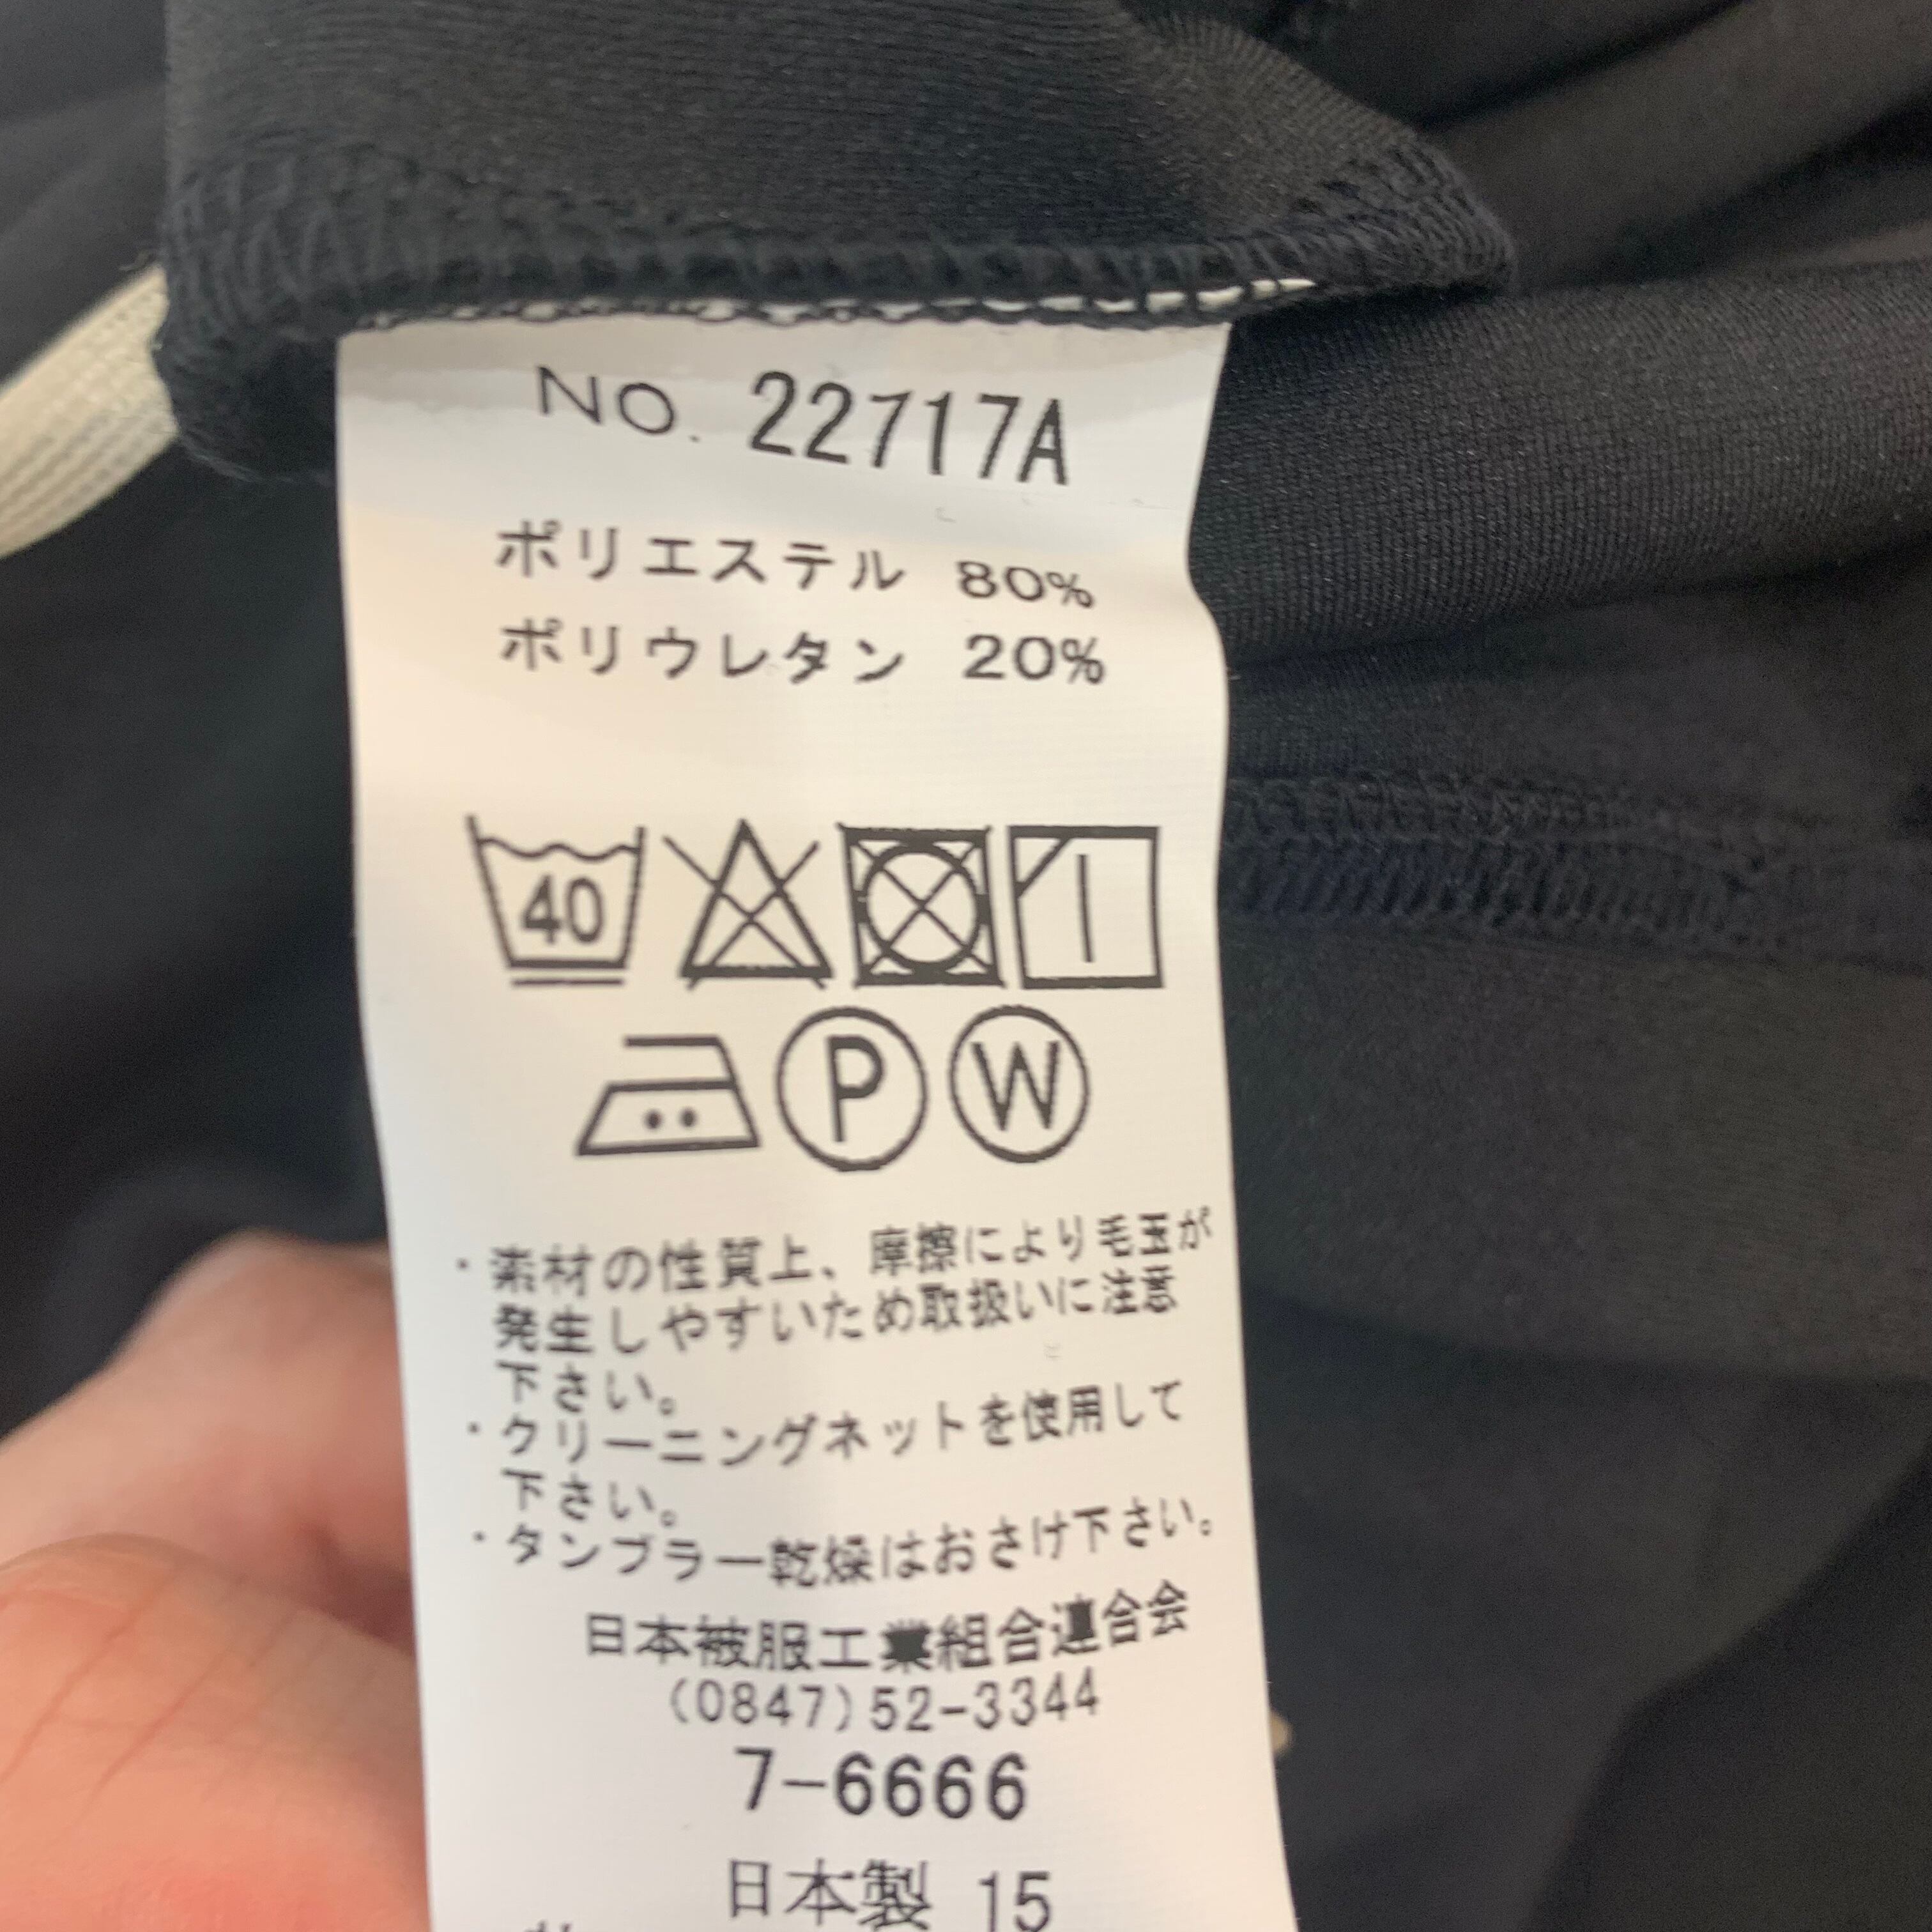 NO. 22717A
ポリエステル 80%
ポリウレタン 20%
40
P W
・素材の性質上、摩擦により毛玉が
発生しやすいため取扱いに注意
下さい。
・クリーニングネットを使用して
下さい。
・タンブラー乾燥はおさけ下さい。
日本被服工業組合連合会
(0847)52-3344
7-6666
日本製 15